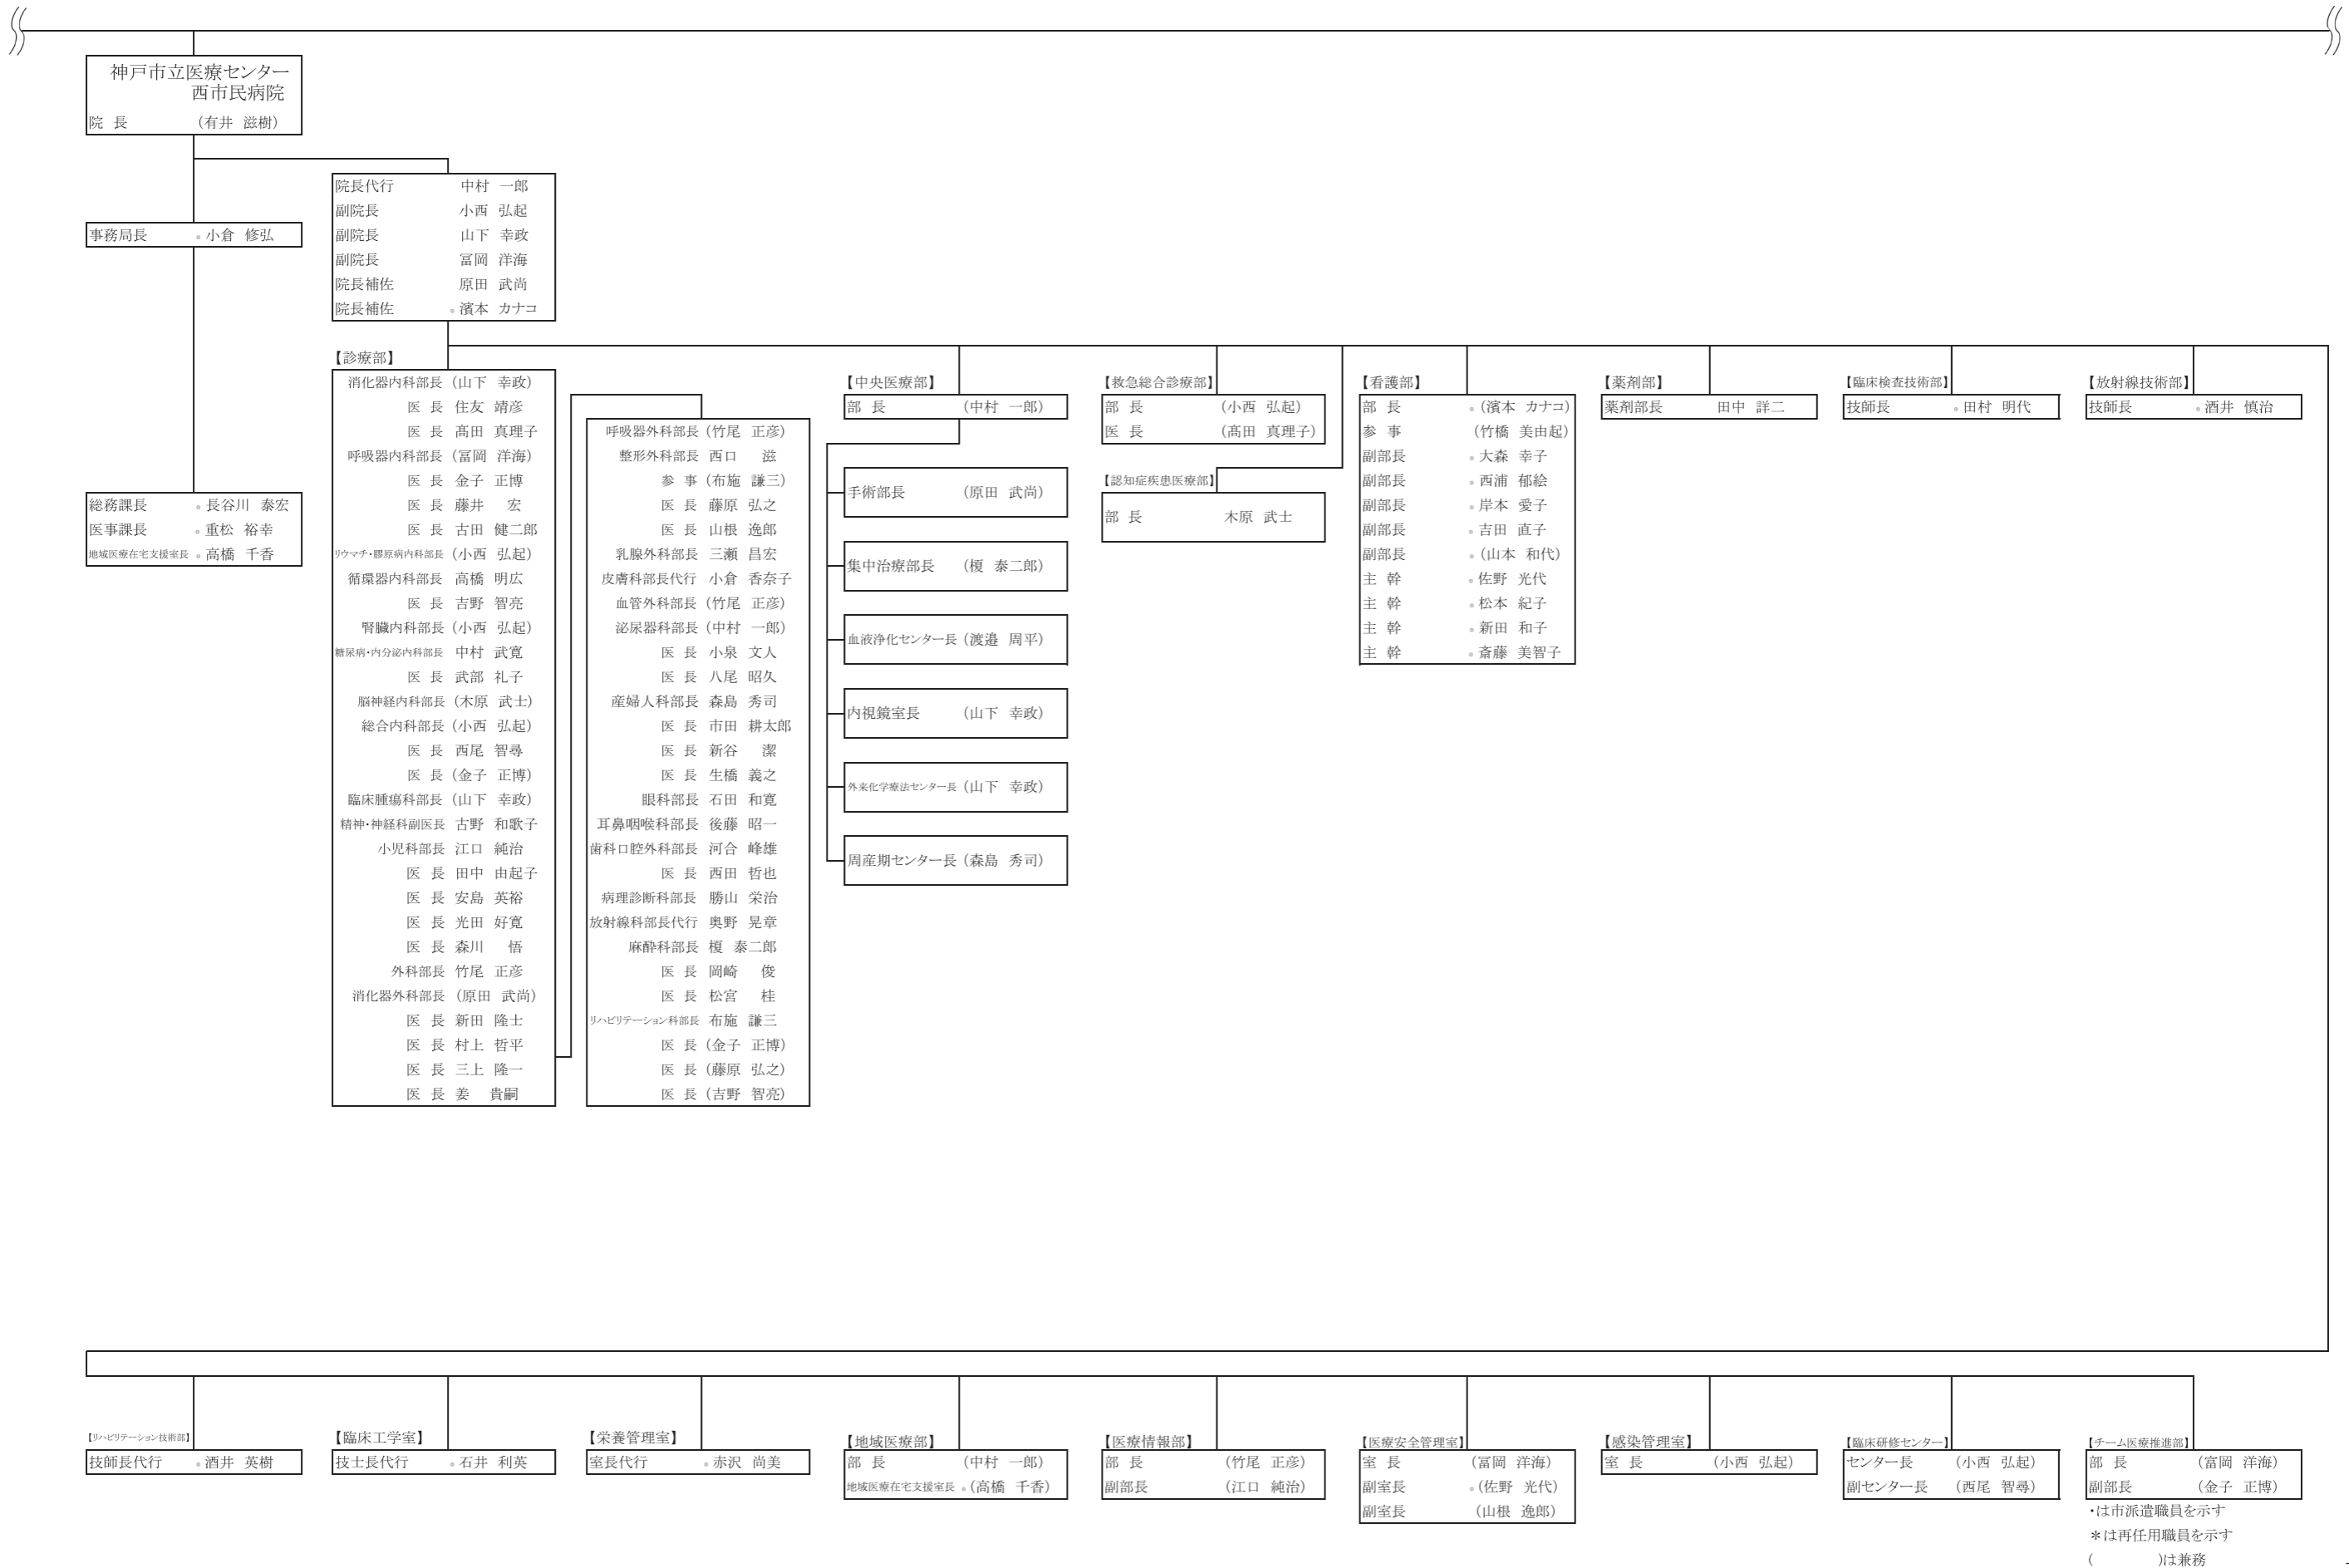 神戸市立医療センター
西市民病院
院 長 (有井 滋樹)
事務局長 ・小倉 修弘
総務課長 ・長谷川 泰宏
医事課長 ・重松 裕幸
地域医療在宅支援室長 ・高橋 千香
院長代行 中村 一郎
副院長 小西 弘起
副院長 山下 幸政
副院長 冨岡 洋海
院長補佐 原田 武尚
院長補佐 ・濱本 カナコ
【診療部】
消化器内科部長 (山下 幸政)
医 長 住友 靖彦
医 長 髙田 真理子
呼吸器内科部長 (冨岡 洋海)
医 長 金子 正博
医 長 藤井 宏
医 長 古田 健二郎
リウマチ・膠原病内科部長 (小西 弘起)
循環器内科部長 高橋 明広
医 長 吉野 智亮
腎臓内科部長 (小西 弘起)
糖尿病・内分泌内科部長 中村 武寛
医 長 武部 礼子
脳神経内科部長 (木原 武士)
総合内科部長 (小西 弘起)
医 長 西尾 智尋
医 長 (金子 正博)
臨床腫瘍科部長 (山下 幸政)
精神・神経科副医長 古野 和歌子
小児科部長 江口 純治
医 長 田中 由起子
医 長 安島 英裕
医 長 光田 好寛
医 長 森川 悟
外科部長 竹尾 正彦
消化器外科部長 (原田 武尚)
医 長 新田 隆士
医 長 村上 哲平
医 長 三上 隆一
医 長 姜 貴嗣
呼吸器外科部長 (竹尾 正彦)
整形外科部長 西口 滋
参 事 (布施 謙三)
医 長 藤原 弘之
医 長 山根 逸郎
乳腺外科部長 三瀬 昌宏
皮膚科部長代行 小倉 香奈子
血管外科部長 (竹尾 正彦)
泌尿器科部長 (中村 一郎)
医 長 小泉 文人
医 長 八尾 昭久
産婦人科部長 森島 秀司
医 長 市田 耕太郎
医 長 新谷 潔
医 長 生橋 義之
眼科部長 石田 和寛
耳鼻咽喉科部長 後藤 昭一
歯科口腔外科部長 河合 峰雄
医 長 西田 哲也
病理診断科部長 勝山 栄治
放射線科部長代行 奥野 晃章
麻酔科部長 榎 泰二郎
医 長 岡崎 俊
医 長 松宮 桂
リハビリテーション科部長 布施 謙三
医 長 (金子 正博)
医 長 (藤原 弘之)
医 長 (吉野 智亮)
【中央医療部】
部 長 (中村 一郎)
手術部長 (原田 武尚)
集中治療部長 (榎 泰二郎)
血液浄化センター長 (渡邉 周平)
内視鏡室長 (山下 幸政)
外来化学療法センター長 (山下 幸政)
周産期センター長 (森島 秀司)
【救急総合診療部】
部 長 (小西 弘起)
医 長 (髙田 真理子)
【認知症疾患医療部】
部 長 木原 武士
【看護部】
部 長 ・(濱本 カナコ)
参 事 (竹橋 美由起)
副部長 ・大森 幸子
副部長 ・西浦 郁絵
副部長 ・岸本 愛子
副部長 ・吉田 直子
副部長 ・(山本 和代)
主 幹 ・佐野 光代
主 幹 ・松本 紀子
主 幹 ・新田 和子
主 幹 ・斎藤 美智子
【薬剤部】
薬剤部長 田中 詳二
【臨床検査技術部】
技師長 ・田村 明代
【放射線技術部】
技師長 ・酒井 慎治
【リハビリテーション技術部】
技師長代行 ・酒井 英樹
【臨床工学室】
技士長代行 ・石井 利英
【栄養管理室】
室長代行 ・赤沢 尚美
【地域医療部】
部 長 (中村 一郎)
地域医療在宅支援室長 ・(高橋 千香)
【医療情報部】
部 長 (竹尾 正彦)
副部長 (江口 純治)
【医療安全管理室】
室 長 (冨岡 洋海)
副室長 ・(佐野 光代)
副室長 (山根 逸郎)
【感染管理室】
室 長 (小西 弘起)
【臨床研修センター】
センター長 (小西 弘起)
副センター長 (西尾 智尋)
【チーム医療推進部】
部 長 (冨岡 洋海)
副部長 (金子 正博)
・は市派遣職員を示す
＊は再任用職員を示す
( )は兼務